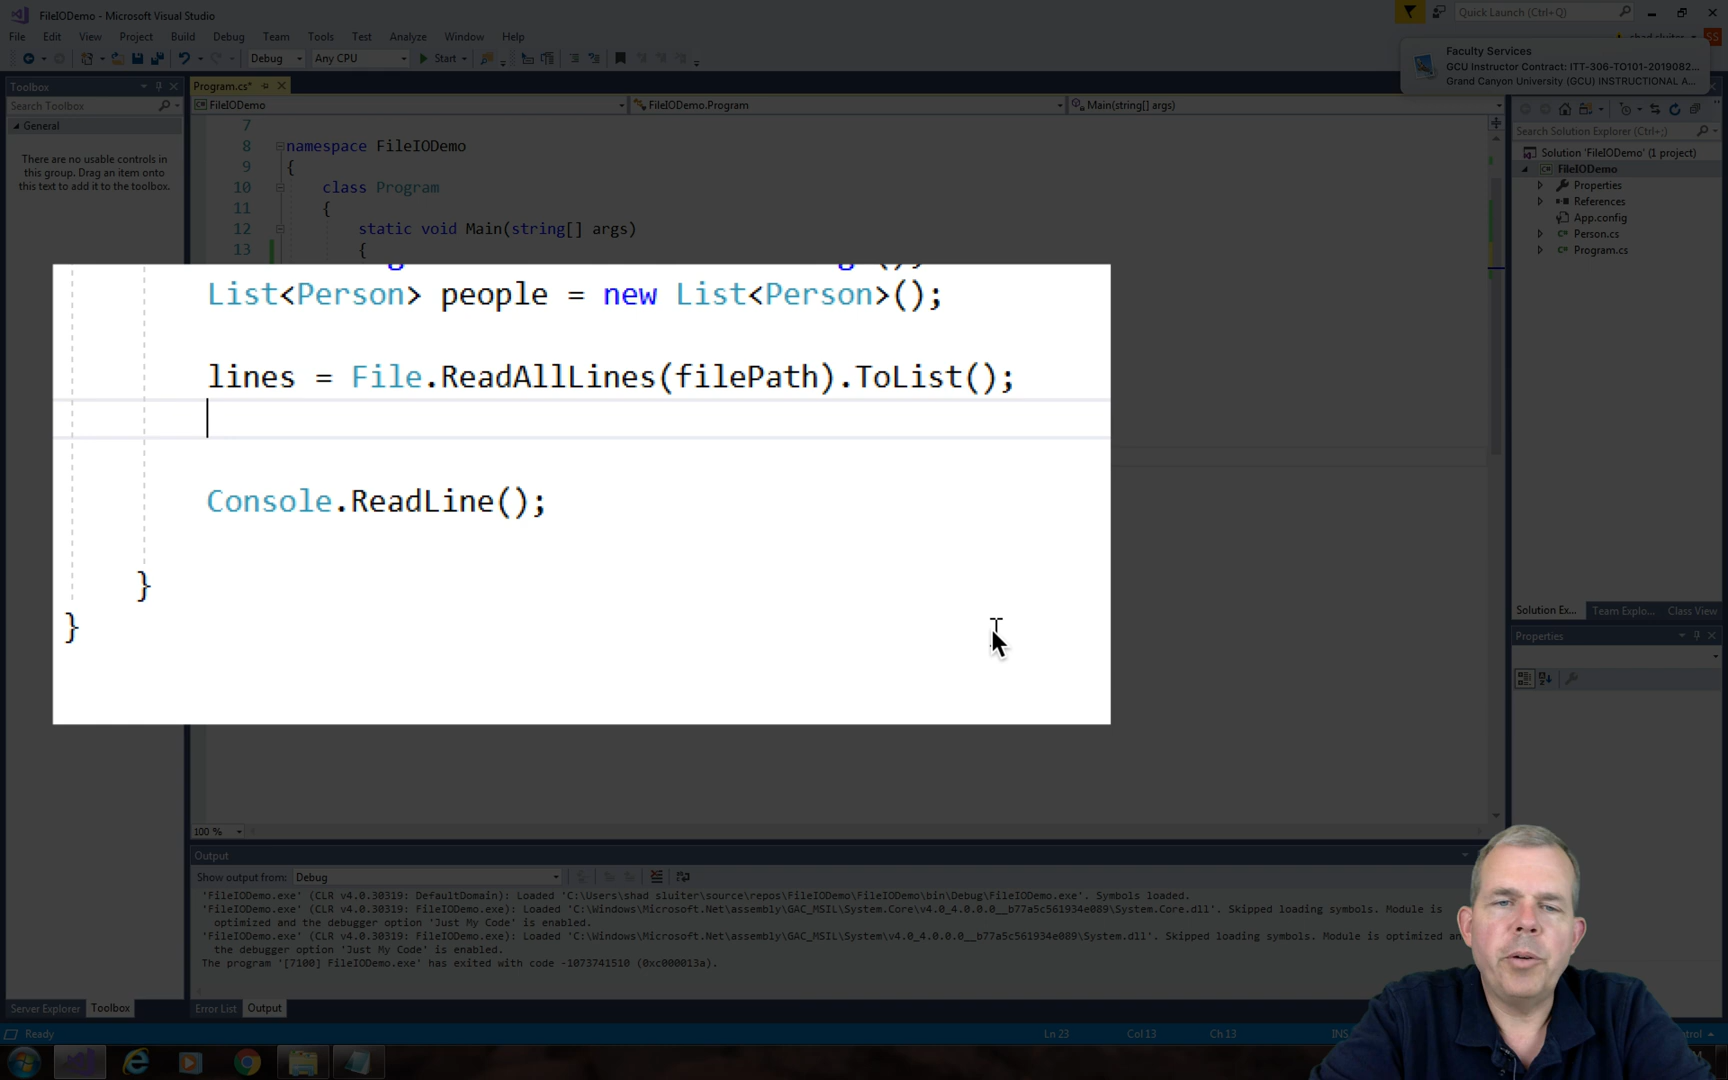 FileIODemo - Microsoft Visual Studio
Quick Launch (Ctrl+Q)
File Edit View Project Build Debug Team Tools Test Analyze Window Help
Debug Any CPU Start
Faculty Services
GCU Instructor Contract: ITT-306-TO101-2019082...
Grand Canyon University (GCU) INSTRUCTIONAL A...
Toolbox
Search Toolbox
General
There are no usable controls in
this group. Drag an item onto
this text to add it to the toolbox.
Program.cs*
FileIODemo FileIODemo.Program Main(string[] args)
7
8 namespace FileIODemo
9 {
10 class Program
11 {
12 static void Main(string[] args)
13 {
List<Person> people = new List<Person>();
lines = File.ReadAllLines(filePath).ToList();
Console.ReadLine();
}
}
100 %
Search Solution Explorer (Ctrl+;)
Solution 'FileIODemo' (1 project)
FileIODemo
Properties
References
App.config
Person.cs
Program.cs
Solution Ex... Team Explo... Class View
Properties
Output
Show output from: Debug
'FileIODemo.exe' (CLR v4.0.30319: DefaultDomain): Loaded 'C:\Users\shad sluiter\source\repos\FileIODemo\FileIODemo\bin\Debug\FileIODemo.exe'. Symbols loaded.
'FileIODemo.exe' (CLR v4.0.30319: FileIODemo.exe): Loaded 'C:\Windows\Microsoft.Net\assembly\GAC_MSIL\System.Core\v4.0_4.0.0.0__b77a5c561934e089\System.Core.dll'. Skipped loading symbols. Module is
optimized and the debugger option 'Just My Code' is enabled.
'FileIODemo.exe' (CLR v4.0.30319: FileIODemo.exe): Loaded 'C:\Windows\Microsoft.Net\assembly\GAC_MSIL\System\v4.0_4.0.0.0__b77a5c561934e089\System.dll'. Skipped loading symbols. Module is optimized an
the debugger option 'Just My Code' is enabled.
The program '[7100] FileIODemo.exe' has exited with code -1073741510 (0xc000013a).
Server Explorer Toolbox Error List Output
Ready Ln 23 Col 13 Ch 13 INS